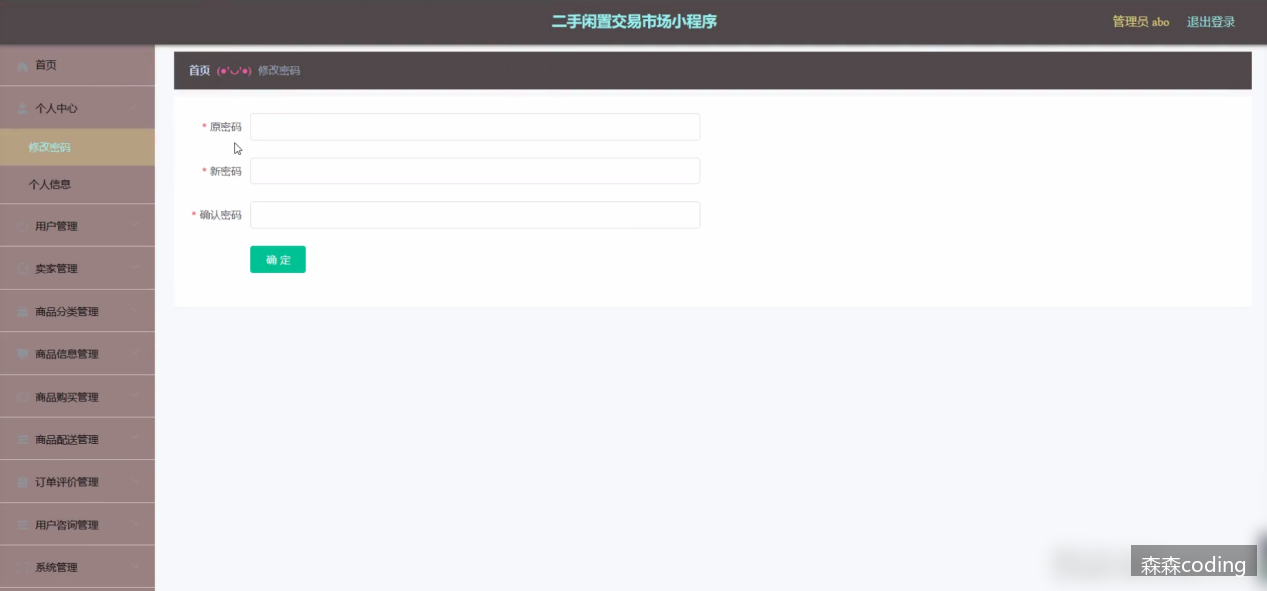 二手闲置交易市场小程序
管理员 abo 退出登录
首页
个人中心
修改密码
个人信息
用户管理
卖家管理
商品分类管理
商品信息管理
商品购买管理
商品配送管理
订单评价管理
用户咨询管理
系统管理
首页 (●'◡'●) 修改密码
* 原密码
* 新密码
* 确认密码
确 定
森森coding